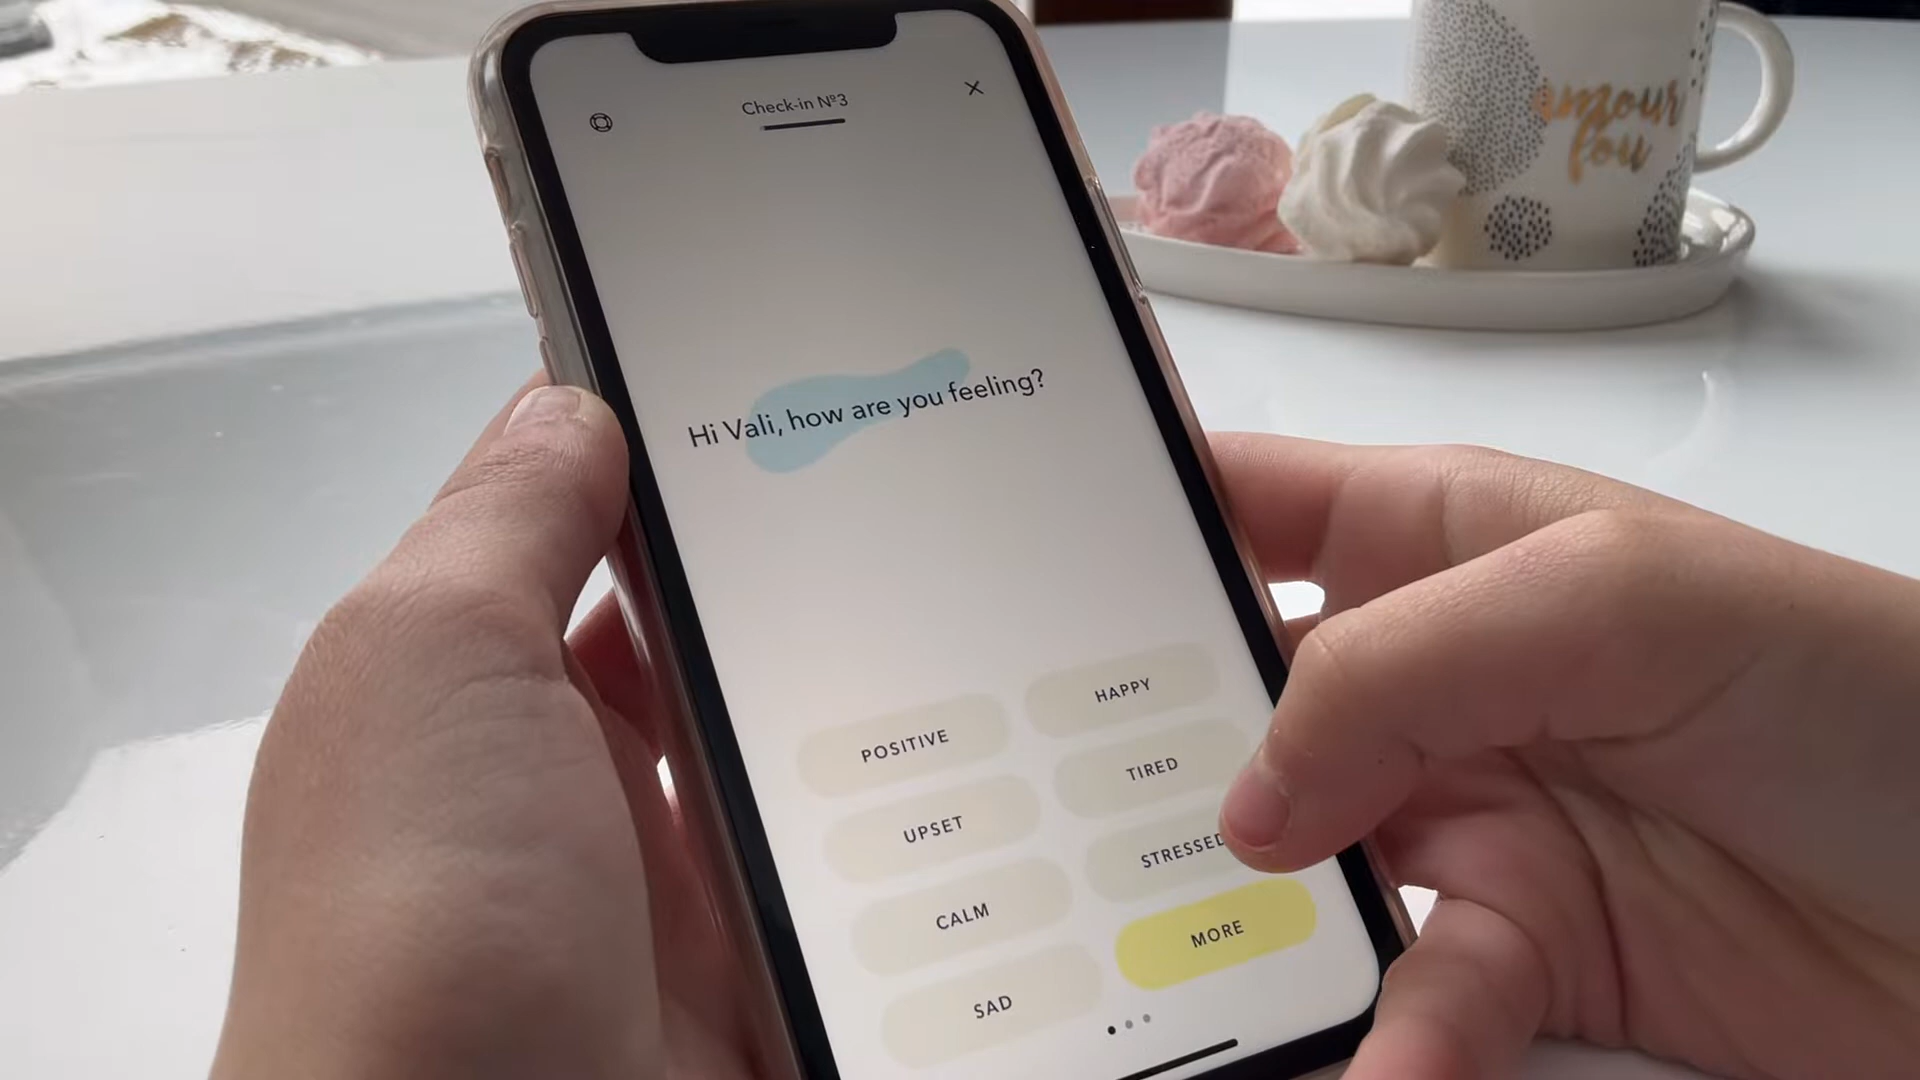 Check-in Nº3
Hi Vali, how are you feeling?
POSITIVE
HAPPY
UPSET
TIRED
CALM
STRESSED
SAD
MORE
amour
fou